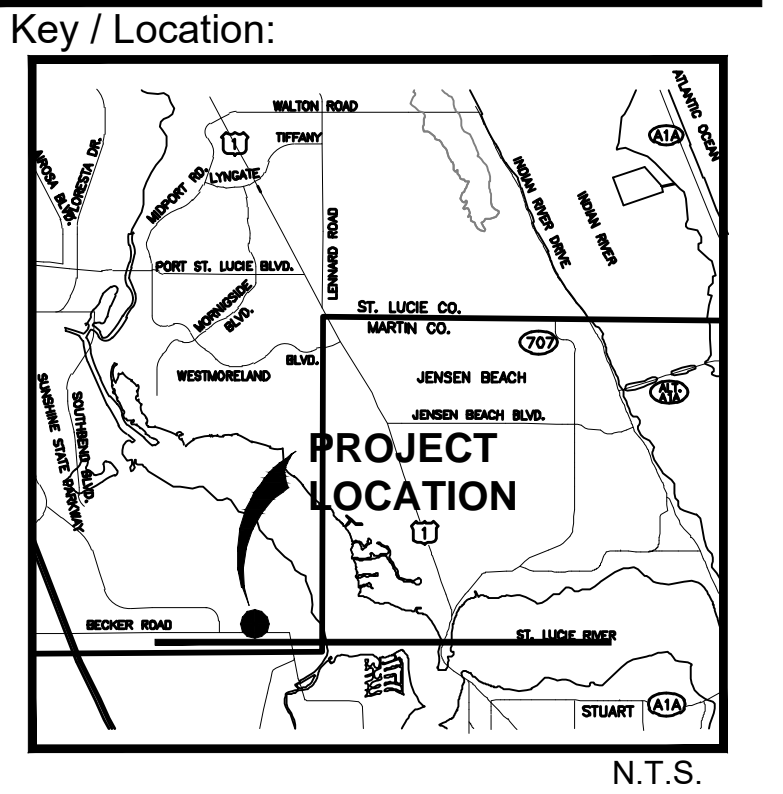 Key / Location:
WALTON ROAD
ATLANTIC OCEAN
1
TIFFANY
A1A
AIROSA BLVD.
FLORESTA DR.
MIDPORT RD.
LYNGATE
INDIAN RIVER DRIVE
INDIAN RIVER
LENNARD ROAD
PORT ST. LUCIE BLVD.
MORNIGSIDE
BLVD.
ST. LUCIE CO.
MARTIN CO.
707
BLVD.
WESTMORELAND
JENSEN BEACH
ALT.
A1A
SUNSHINE STATE PARKWAY
SOUTHBEND BLVD.
JENSEN BEACH BLVD.
PROJECT
LOCATION
1
BECKER ROAD
ST. LUCIE RIVER
STUART
A1A
N.T.S.